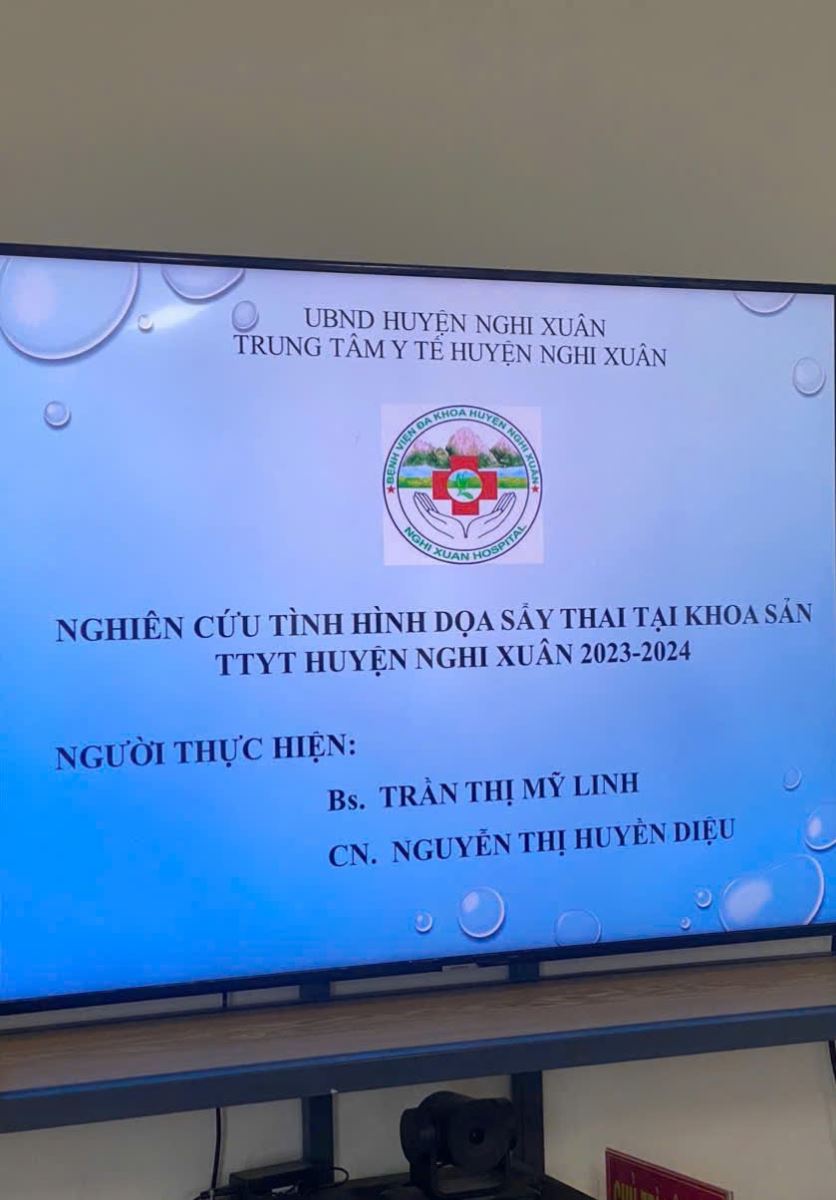 UBND HUYỆN NGHI XUÂN
TRUNG TÂM Y TẾ HUYỆN NGHI XUÂN
BỆNH VIỆN ĐA KHOA HUYỆN NGHI XUÂN
NGHI XUAN HOSPITAL
NGHIÊN CỨU TÌNH HÌNH DỌA SẨY THAI TẠI KHOA SẢN
TTYT HUYỆN NGHI XUÂN 2023-2024
NGƯỜI THỰC HIỆN:
Bs. TRẦN THỊ MỸ LINH
CN. NGUYỄN THỊ HUYỀN DIỆU